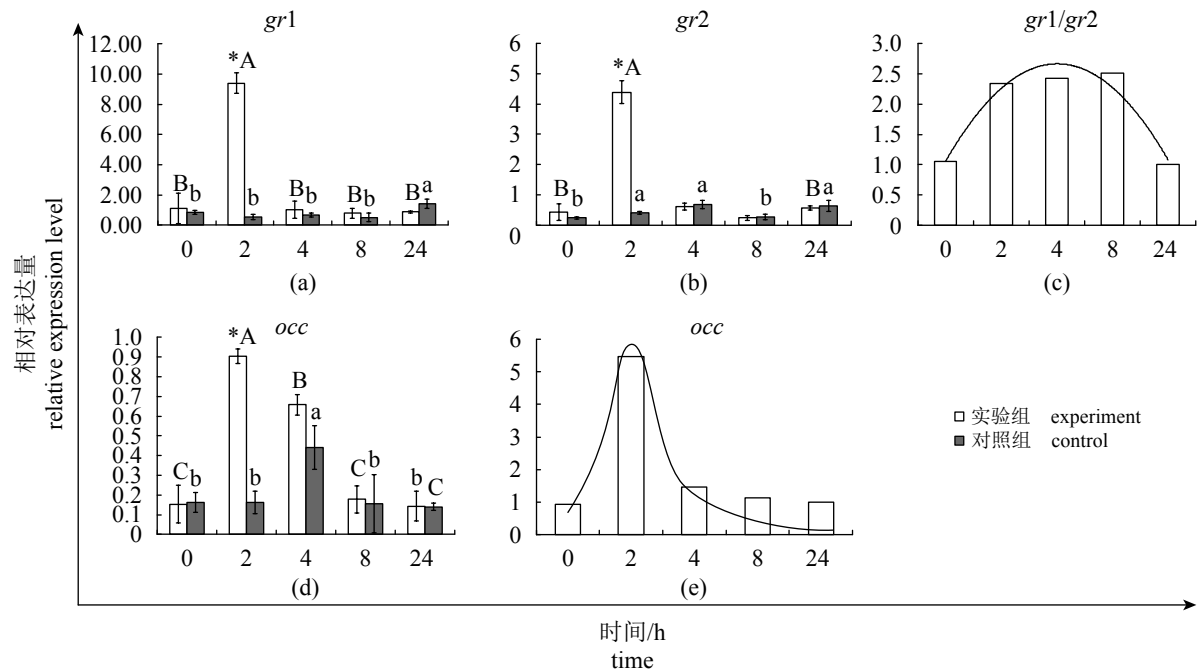 gr1
12.00
10.00
8.00
6.00
4.00
2.00
0.00
B b
*A
b
B b
B b
B a
0 2 4 8 24
(a)
gr2
6
5
4
3
2
1
0
B b
*A
a
a
b
B a
0 2 4 8 24
(b)
gr1/gr2
3.0
2.5
2.0
1.5
1.0
0.5
0
0 2 4 8 24
(c)
相对表达量
relative expression level
occ
1.0
0.9
0.8
0.7
0.6
0.5
0.4
0.3
0.2
0.1
0
C b
*A
b
B
a
C b
b C
0 2 4 8 24
(d)
occ
6
5
4
3
2
1
0
0 2 4 8 24
(e)
实验组 experiment
对照组 control
时间/h
time